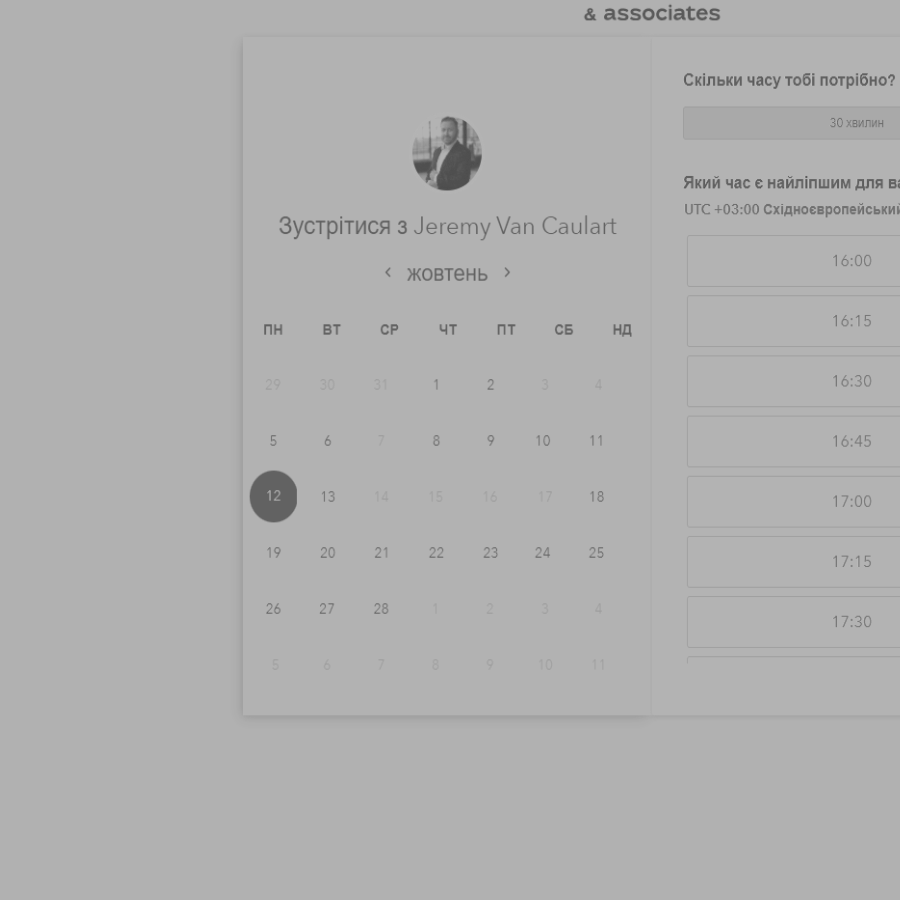 & associates
Зустрітися з Jeremy Van Caulart
‹ жовтень ›
ПН ВТ СР ЧТ ПТ СБ НД
29 30 31 1 2 3 4
5 6 7 8 9 10 11
12 13 14 15 16 17 18
19 20 21 22 23 24 25
26 27 28 1 2 3 4
5 6 7 8 9 10 11
Скільки часу тобі потрібно?
30 хвилин
Який час є найліпшим для ва
UTC +03:00 Східноєвропейський
16:00
16:15
16:30
16:45
17:00
17:15
17:30